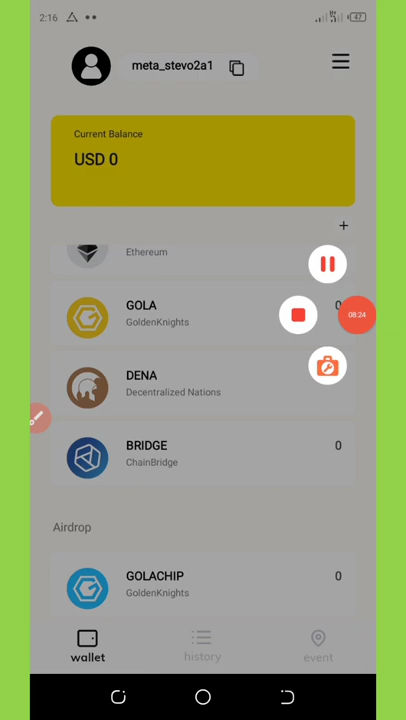 2:16
47
meta_stevo2a1
Current Balance
USD 0
+
Ethereum
GOLA 0
GoldenKnights
08:24
DENA
Decentralized Nations
BRIDGE 0
ChainBridge
Airdrop
GOLACHIP 0
GoldenKnights
wallet history event